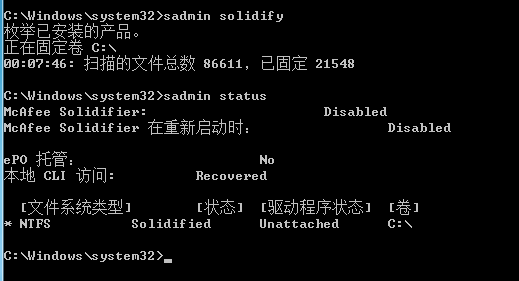 C:\Windows\system32>sadmin solidify
枚举已安装的产品。
正在固定卷 C:\
00:07:46: 扫描的文件总数 86611, 已固定 21548
C:\Windows\system32>sadmin status
McAfee Solidifier: Disabled
McAfee Solidifier 在重新启动时: Disabled
ePO 托管: No
本地 CLI 访问: Recovered
[文件系统类型] [状态] [驱动程序状态] [卷]
* NTFS Solidified Unattached C:\
C:\Windows\system32>_